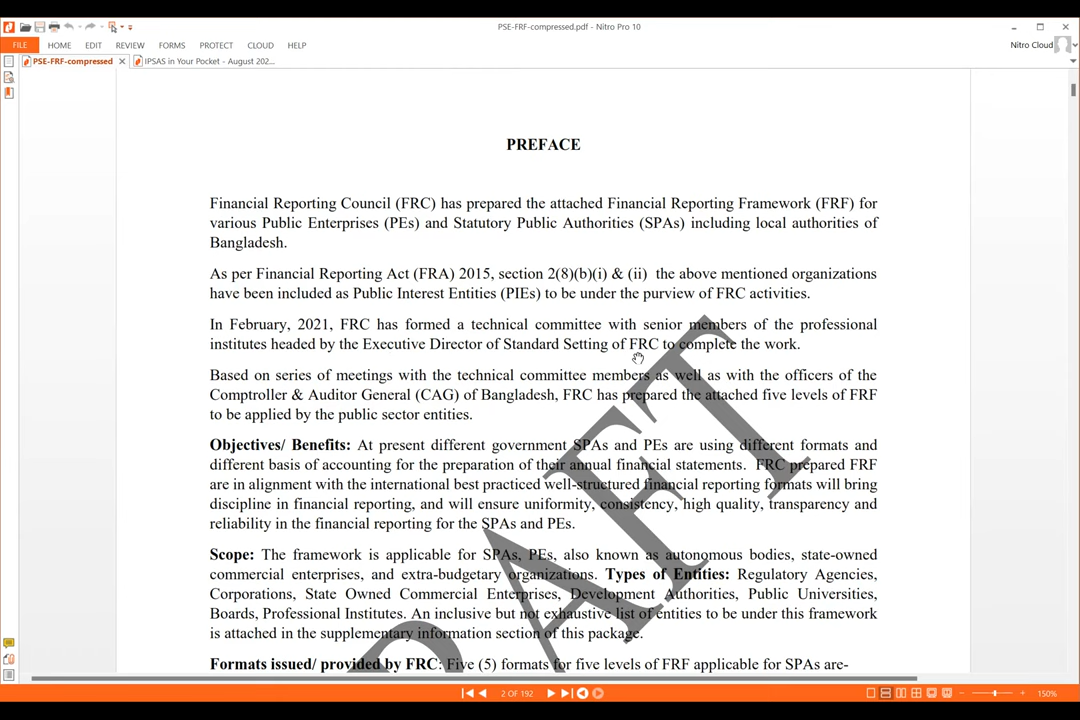 PSE-FRF-compressed.pdf - Nitro Pro 10
FILE HOME EDIT REVIEW FORMS PROTECT CLOUD HELP
Nitro Cloud
PSE-FRF-compressed
IPSAS in Your Pocket - August 202...
PREFACE
Financial Reporting Council (FRC) has prepared the attached Financial Reporting Framework (FRF) for
various Public Enterprises (PEs) and Statutory Public Authorities (SPAs) including local authorities of
Bangladesh.
As per Financial Reporting Act (FRA) 2015, section 2(8)(b)(i) & (ii) the above mentioned organizations
have been included as Public Interest Entities (PIEs) to be under the purview of FRC activities.
In February, 2021, FRC has formed a technical committee with senior members of the professional
institutes headed by the Executive Director of Standard Setting of FRC to complete the work.
Based on series of meetings with the technical committee members as well as with the officers of the
Comptroller & Auditor General (CAG) of Bangladesh, FRC has prepared the attached five levels of FRF
to be applied by the public sector entities.
Objectives/ Benefits: At present different government SPAs and PEs are using different formats and
different basis of accounting for the preparation of their annual financial statements. FRC prepared FRF
are in alignment with the international best practiced well-structured financial reporting formats will bring
discipline in financial reporting, and will ensure uniformity, consistency, high quality, transparency and
reliability in the financial reporting for the SPAs and PEs.
Scope: The framework is applicable for SPAs, PEs, also known as autonomous bodies, state-owned
commercial enterprises, and extra-budgetary organizations. Types of Entities: Regulatory Agencies,
Corporations, State Owned Commercial Enterprises, Development Authorities, Public Universities,
Boards, Professional Institutes. An inclusive but not exhaustive list of entities to be under this framework
is attached in the supplementary information section of this package.
Formats issued/ provided by FRC: Five (5) formats for five levels of FRF applicable for SPAs are-
RAFT
2 OF 192
150%